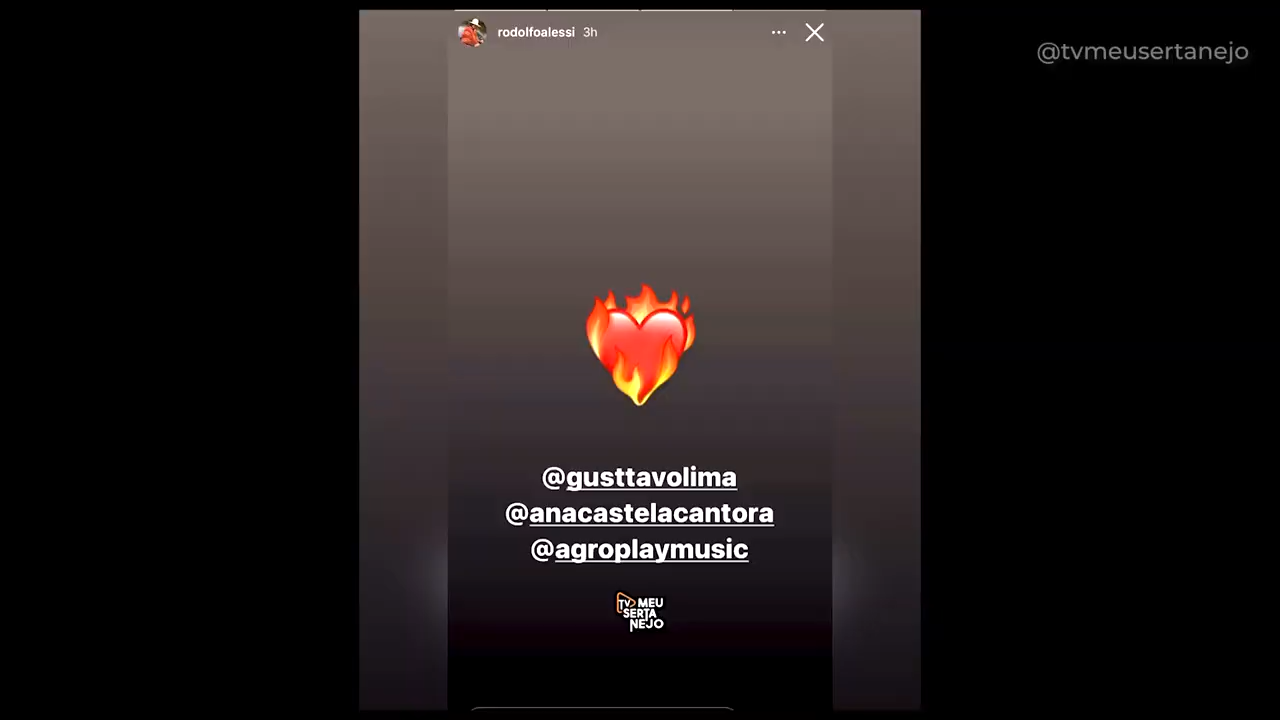 rodolfoalessi 3h
@tvmeusertanejo
@gusttavolima
@anacastelacantora
@agroplaymusic
TV MEU
SERTA
NEJO